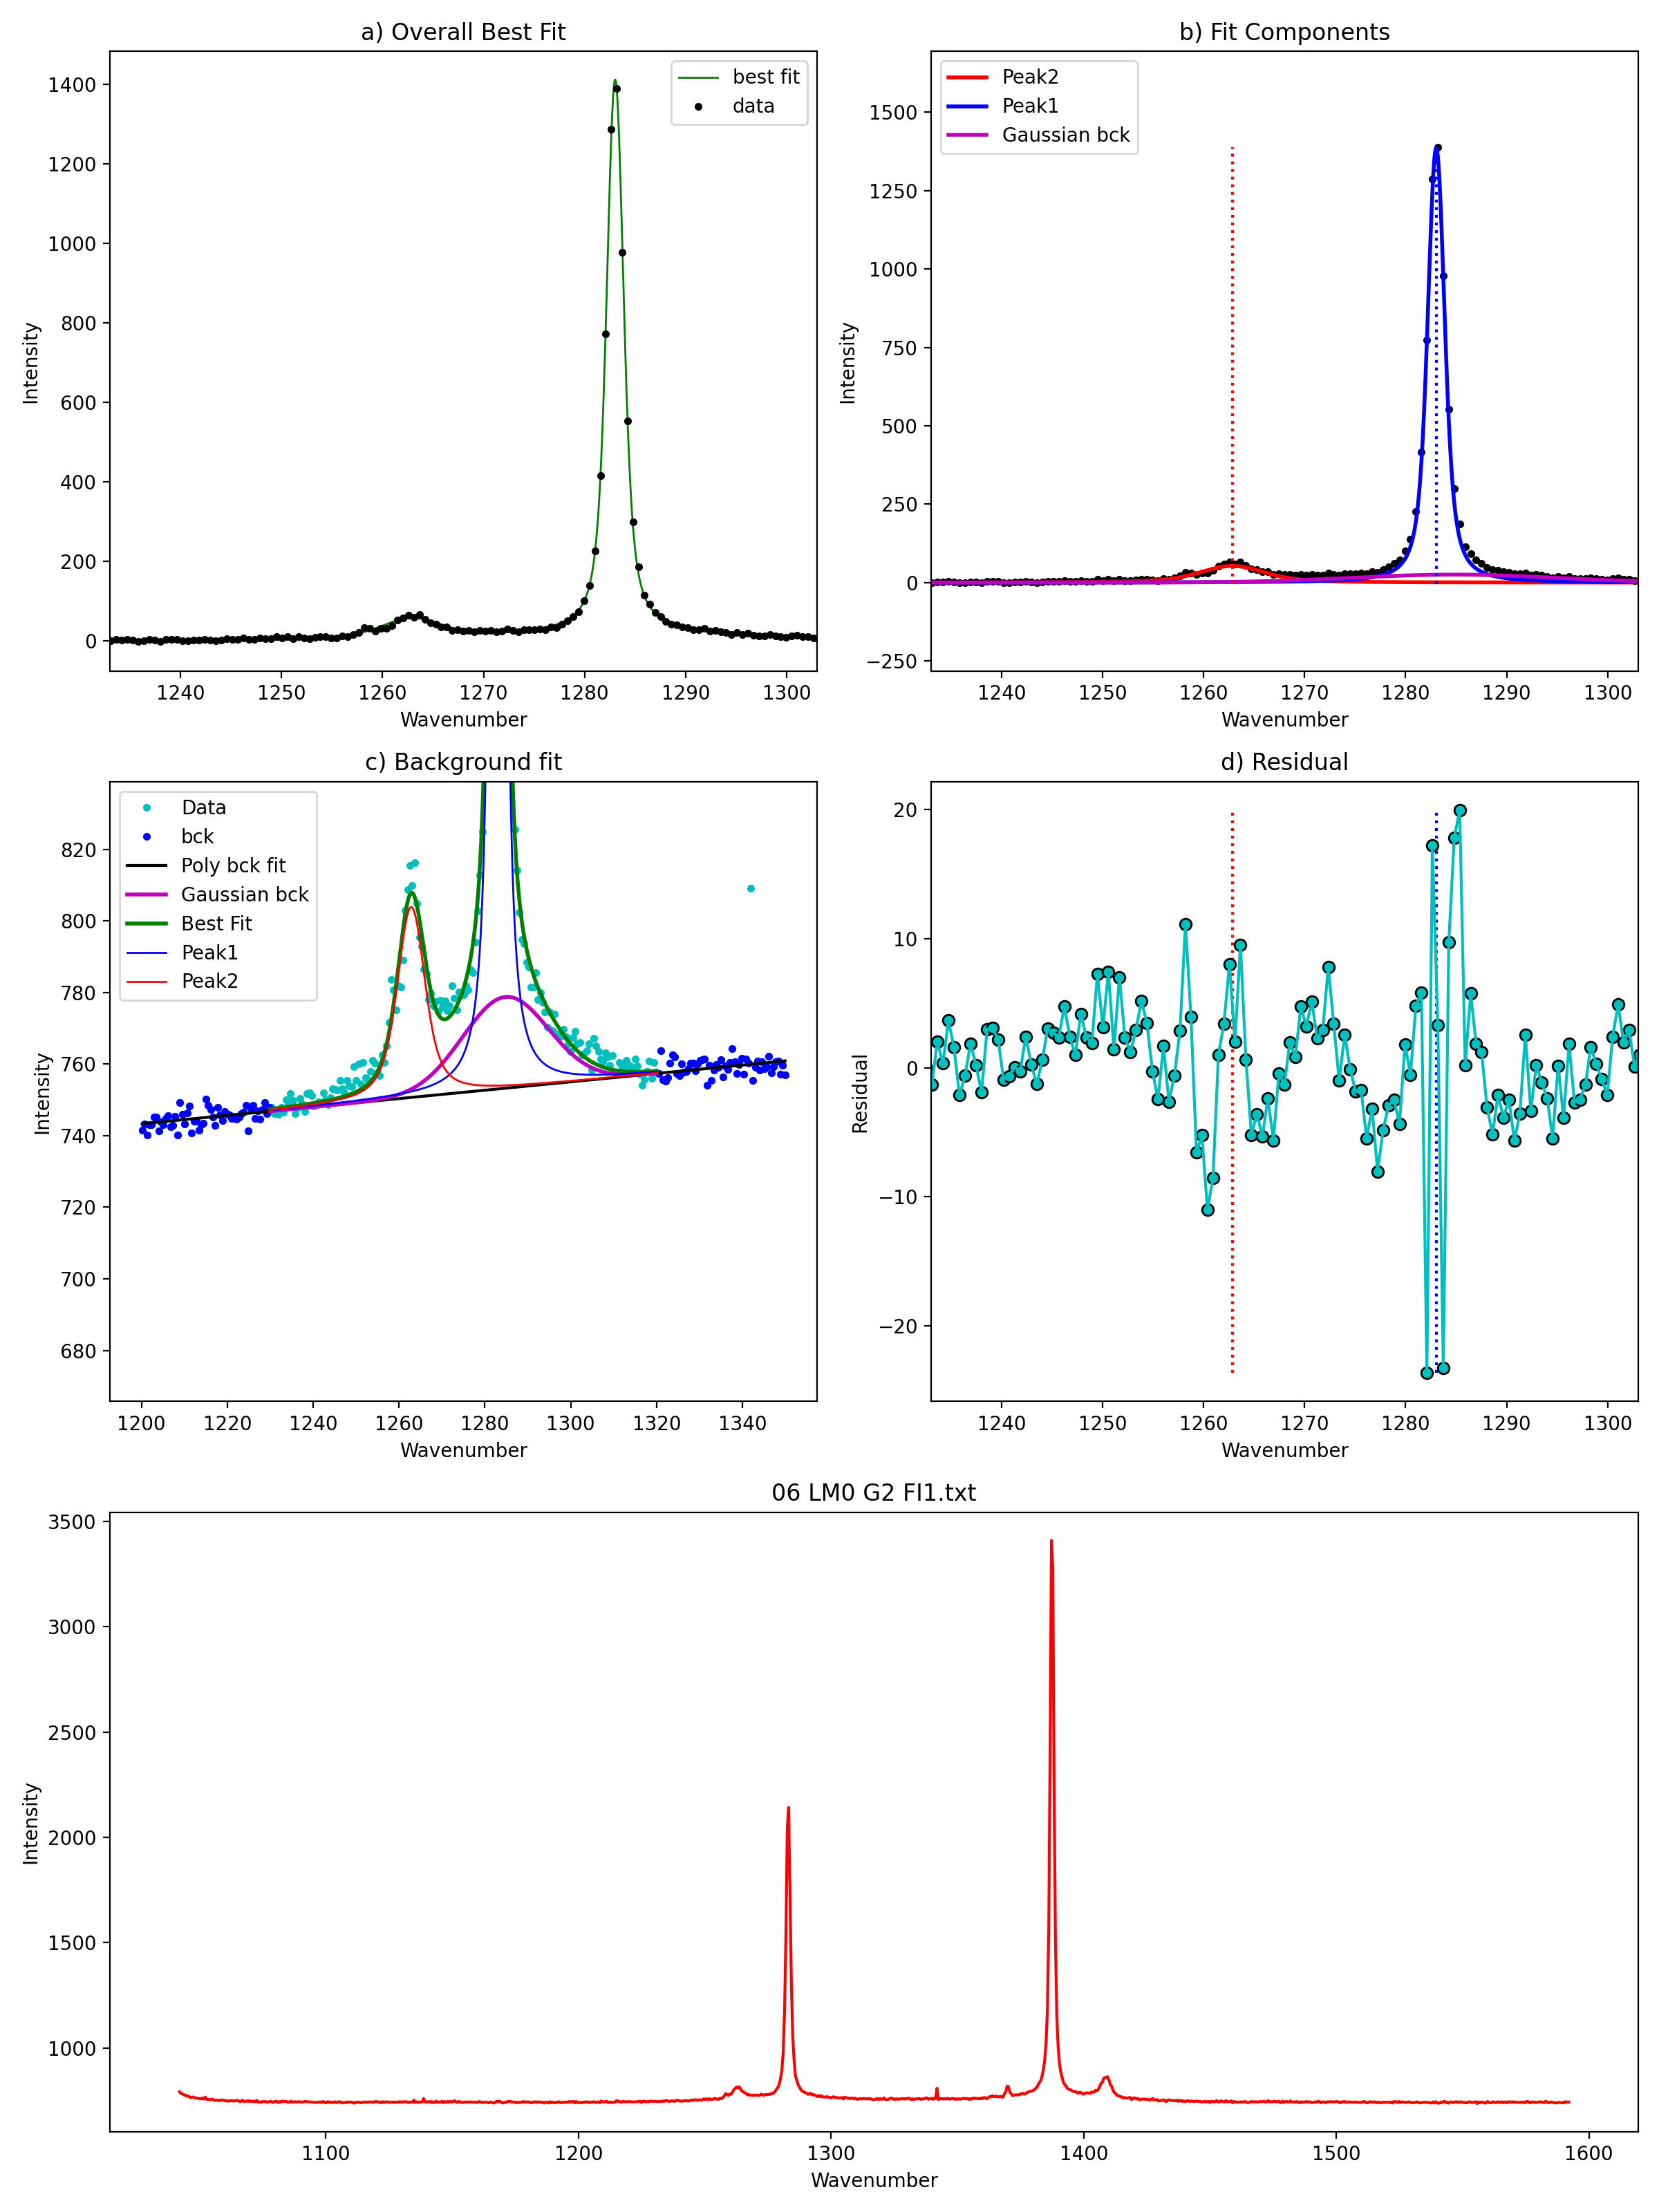 a) Overall Best Fit
1400
1200
1000
800
600
400
200
0
Intensity
best fit
data
1240 1250 1260 1270 1280 1290 1300
Wavenumber
b) Fit Components
1500
1250
1000
750
500
250
0
−250
Intensity
Peak2
Peak1
Gaussian bck
1240 1250 1260 1270 1280 1290 1300
Wavenumber
c) Background fit
820
800
780
760
740
720
700
680
Intensity
Data
bck
Poly bck fit
Gaussian bck
Best Fit
Peak1
Peak2
1200 1220 1240 1260 1280 1300 1320 1340
Wavenumber
d) Residual
20
10
0
−10
−20
Residual
1240 1250 1260 1270 1280 1290 1300
Wavenumber
06 LM0 G2 FI1.txt
3500
3000
2500
2000
1500
1000
Intensity
1100 1200 1300 1400 1500 1600
Wavenumber